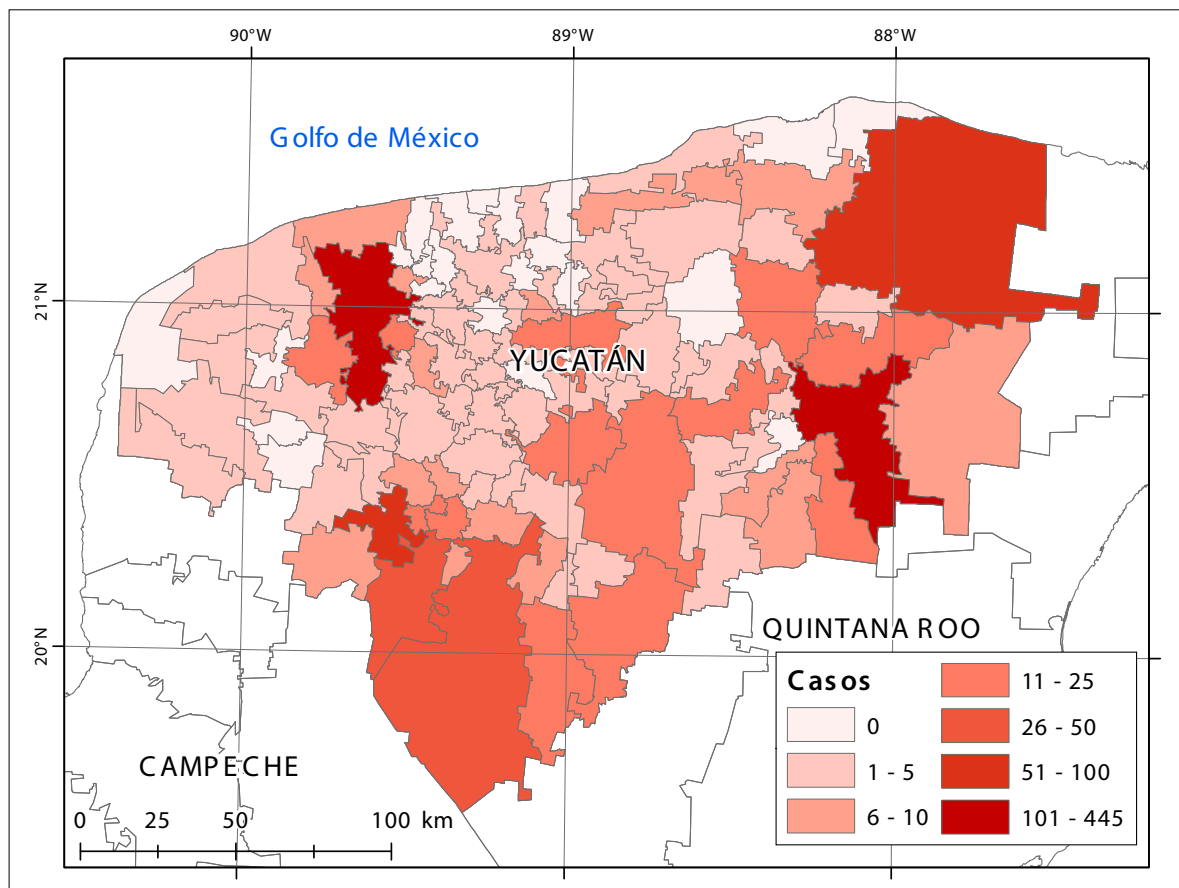 90°W 89°W 88°W
Golfo de México
21°N
YUCATÁN
20°N
QUINTANA ROO
CAMPECHE
Casos
0
1 - 5
6 - 10
11 - 25
26 - 50
51 - 100
101 - 445
0 25 50 100 km